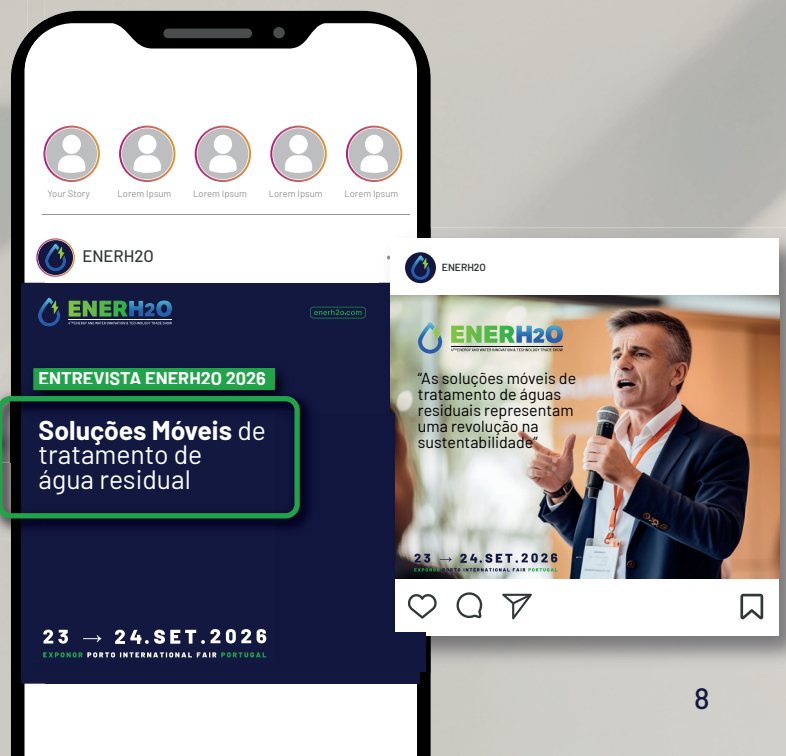 Your Story
Lorem Ipsum
Lorem Ipsum
Lorem Ipsum
Lorem Ipsum
ENERH2O
ENERH2O
enerh2o.com
ENTREVISTA ENERH2O 2026
Soluções Móveis de
tratamento de
água residual
23 → 24.SET.2026
EXPONOR PORTO INTERNATIONAL FAIR PORTUGAL
ENERH2O
ENERH2O
"As soluções móveis de
tratamento de águas
residuais representam
uma revolução na
sustentabilidade"
23 → 24.SET.2026
EXPONOR PORTO INTERNATIONAL FAIR PORTUGAL
8